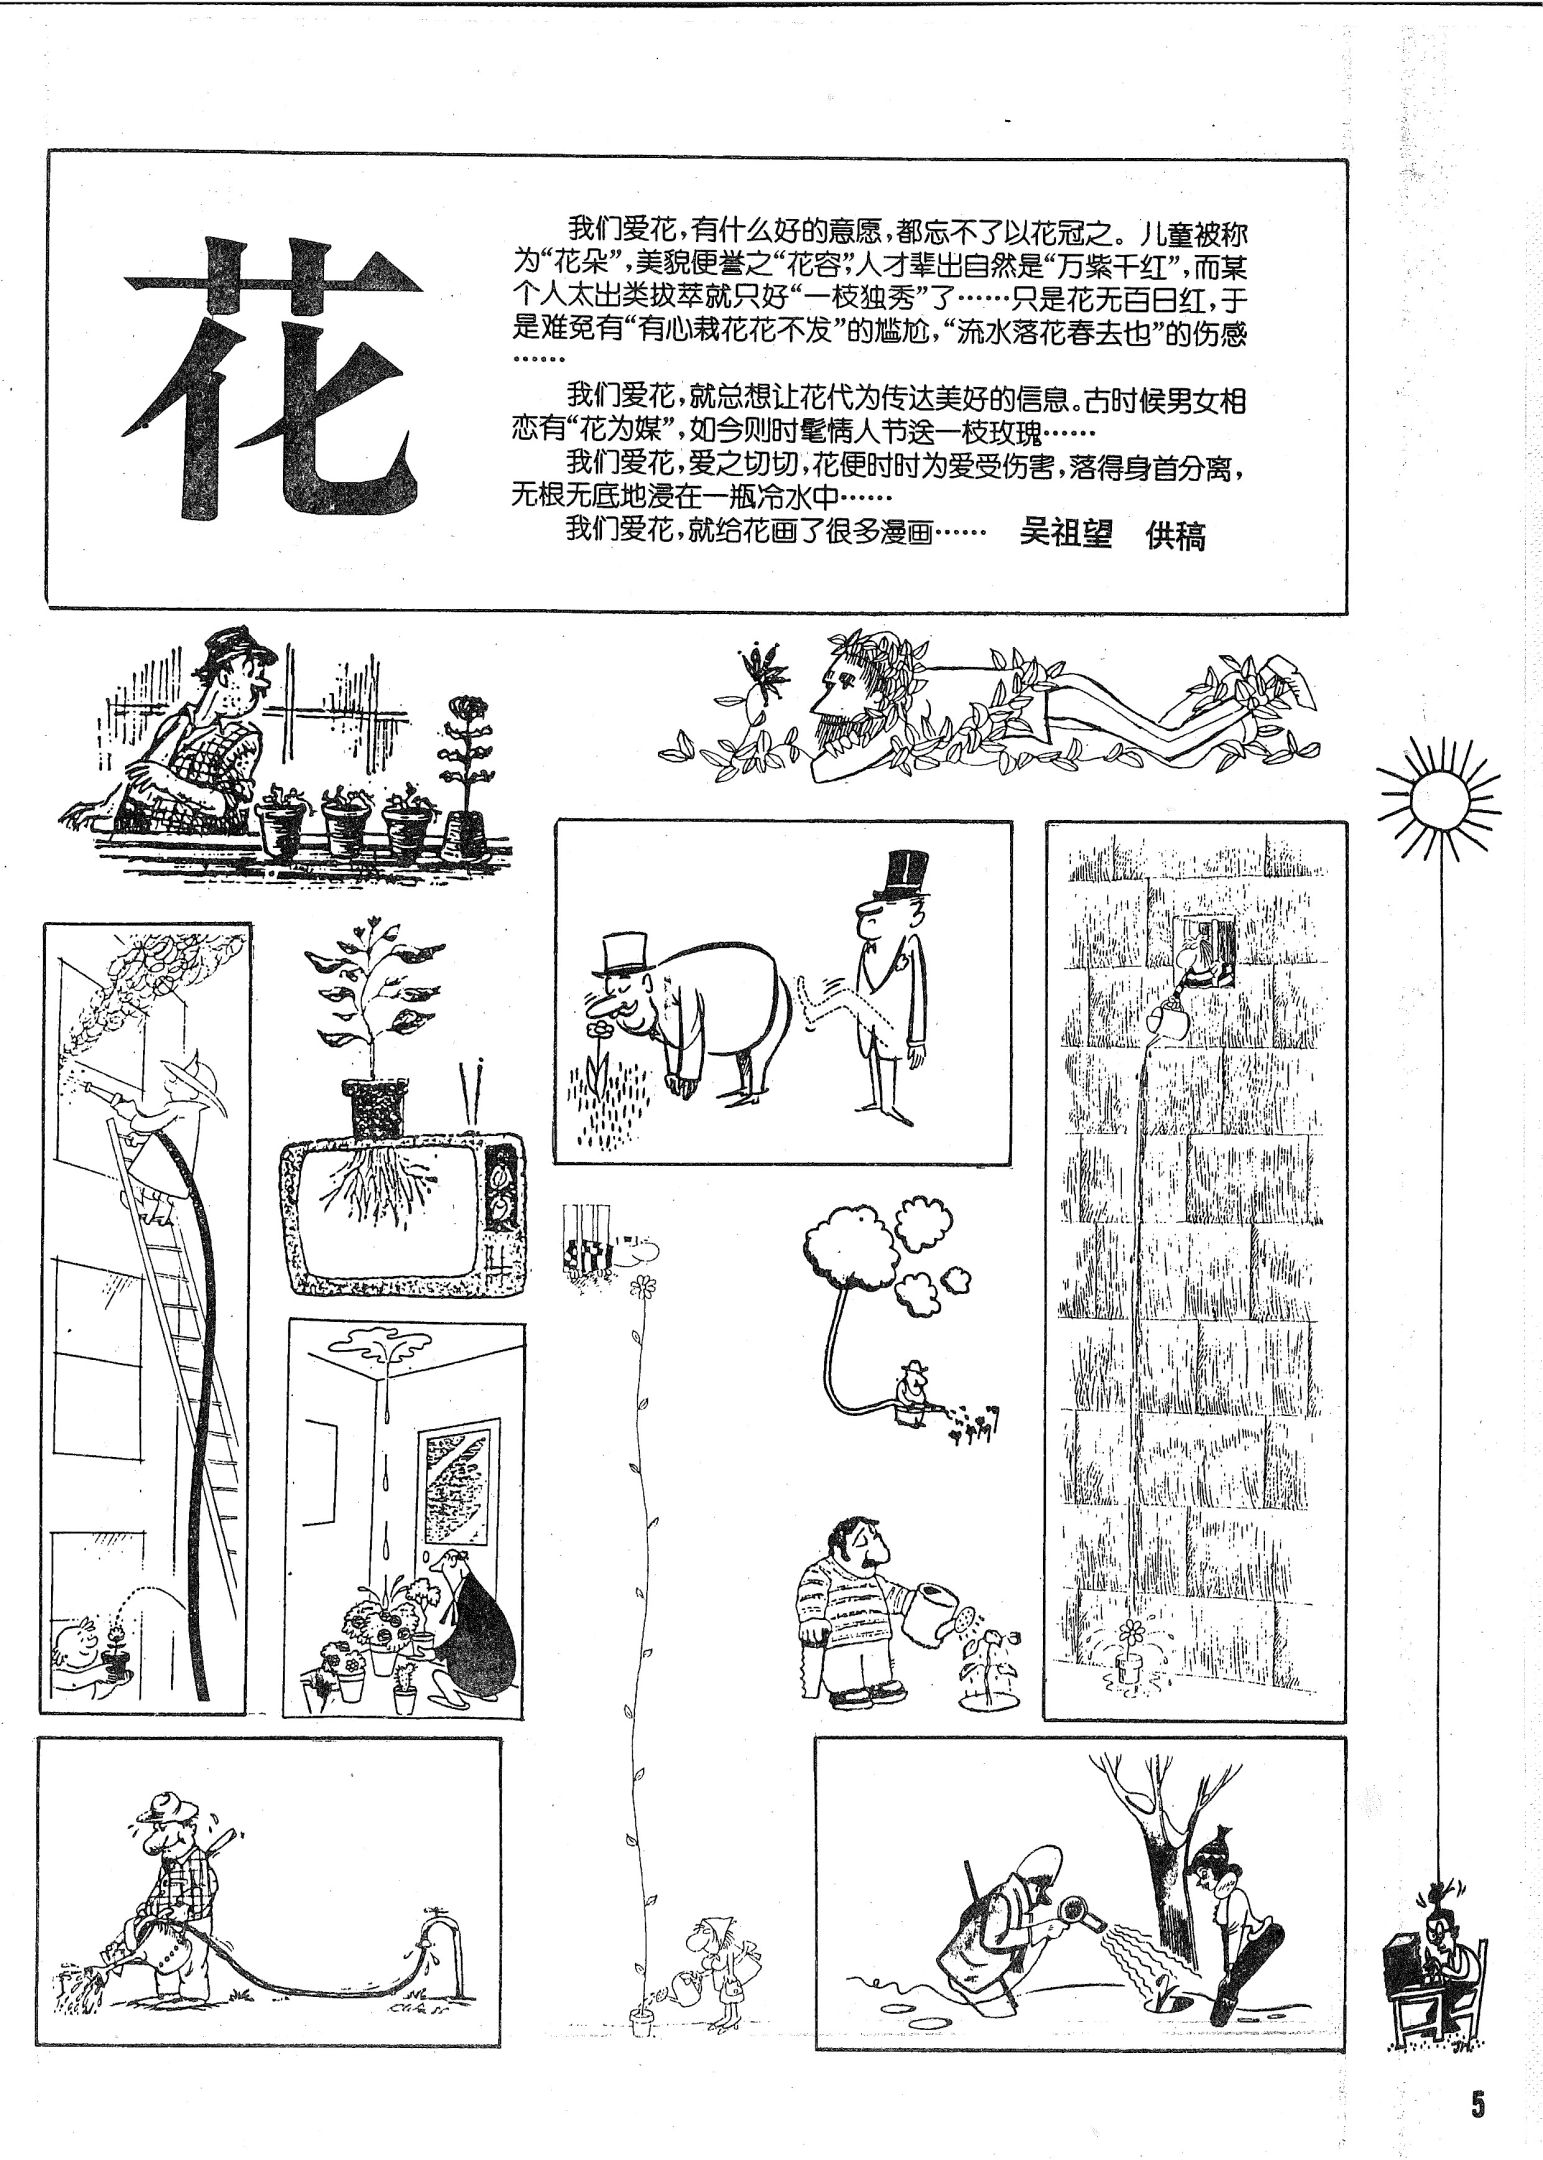 花
我们爱花，有什么好的意愿，都忘不了以花冠之。儿童被称
为“花朵”，美貌便誉之“花容”，人才辈出自然是“万紫千红”，而某
个人太出类拔萃就只好“一枝独秀”了……只是花无百日红，于
是难免有“有心栽花花不发”的尴尬，“流水落花春去也”的伤感
……
我们爱花，就总想让花代为传达美好的信息。古时候男女相
恋有“花为媒”，如今则时髦情人节送一枝玫瑰……
我们爱花，爱之切切，花便时时为爱受伤害，落得身首分离，
无根无底地浸在一瓶冷水中……
我们爱花，就给花画了很多漫画…… 吴祖望 供稿
5